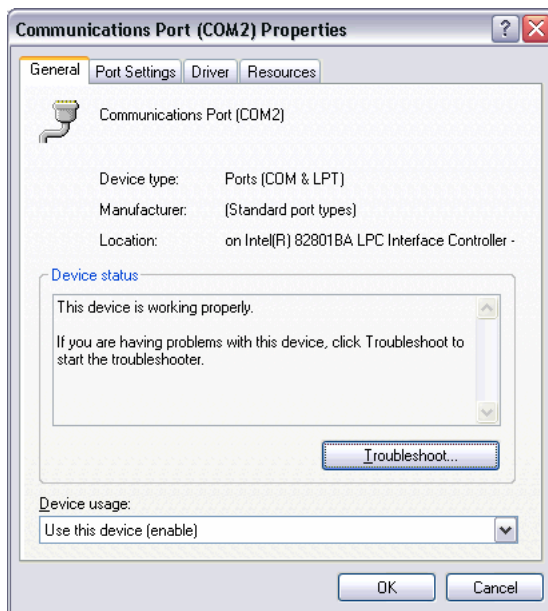 Communications Port (COM2) Properties
General Port Settings Driver Resources
Communications Port (COM2)
Device type: Ports (COM & LPT)
Manufacturer: (Standard port types)
Location: on Intel(R) 82801BA LPC Interface Controller -
Device status
This device is working properly.
If you are having problems with this device, click Troubleshoot to
start the troubleshooter.
Troubleshoot...
Device usage:
Use this device (enable)
OK Cancel